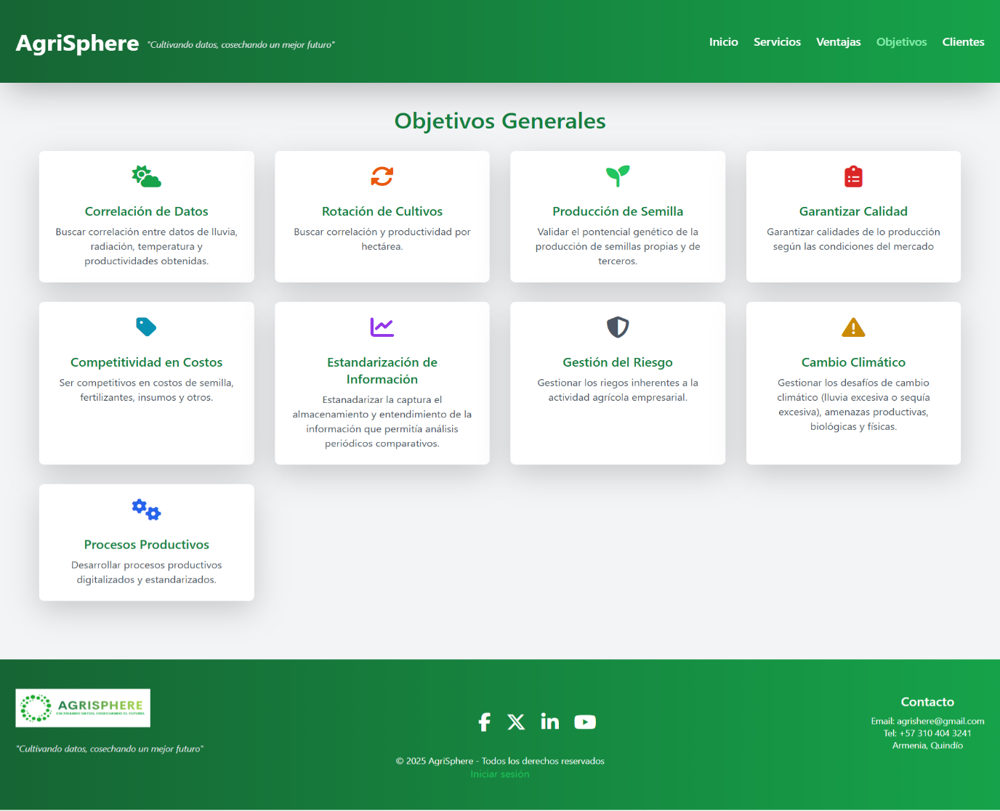 AgriSphere
"Cultivando datos, cosechando un mejor futuro"
Inicio
Servicios
Ventajas
Objetivos
Clientes
Objetivos Generales
Correlación de Datos
Buscar correlación entre datos de lluvia,
radiación, temperatura y
productividades obtenidas.
Rotación de Cultivos
Buscar correlación y productividad por
hectárea.
Producción de Semilla
Validar el pontencial genético de la
producción de semillas propias y de
terceros.
Garantizar Calidad
Garantizar calidades de lo producción
según las condiciones del mercado
Competitividad en Costos
Ser competitivos en costos de semilla,
fertilizantes, insumos y otros.
Estandarización de
Información
Estanadarizar la captura el
almacenamiento y entendimiento de la
información que permitía análisis
periódicos comparativos.
Gestión del Riesgo
Gestionar los riegos inherentes a la
actividad agrícola empresarial.
Cambio Climático
Gestionar los desafíos de cambio
climático (lluvia excesiva o sequía
excesiva), amenazas productivas,
biológicas y físicas.
Procesos Productivos
Desarrollar procesos productivos
digitalizados y estandarizados.
AGRISPHERE
CULTIVANDO DATOS, COSECHANDO EL FUTURO.
"Cultivando datos, cosechando un mejor futuro"
© 2025 AgriSphere - Todos los derechos reservados
Iniciar sesión
Contacto
Email: agrishere@gmail.com
Tel: +57 310 404 3241
Armenia, Quindío